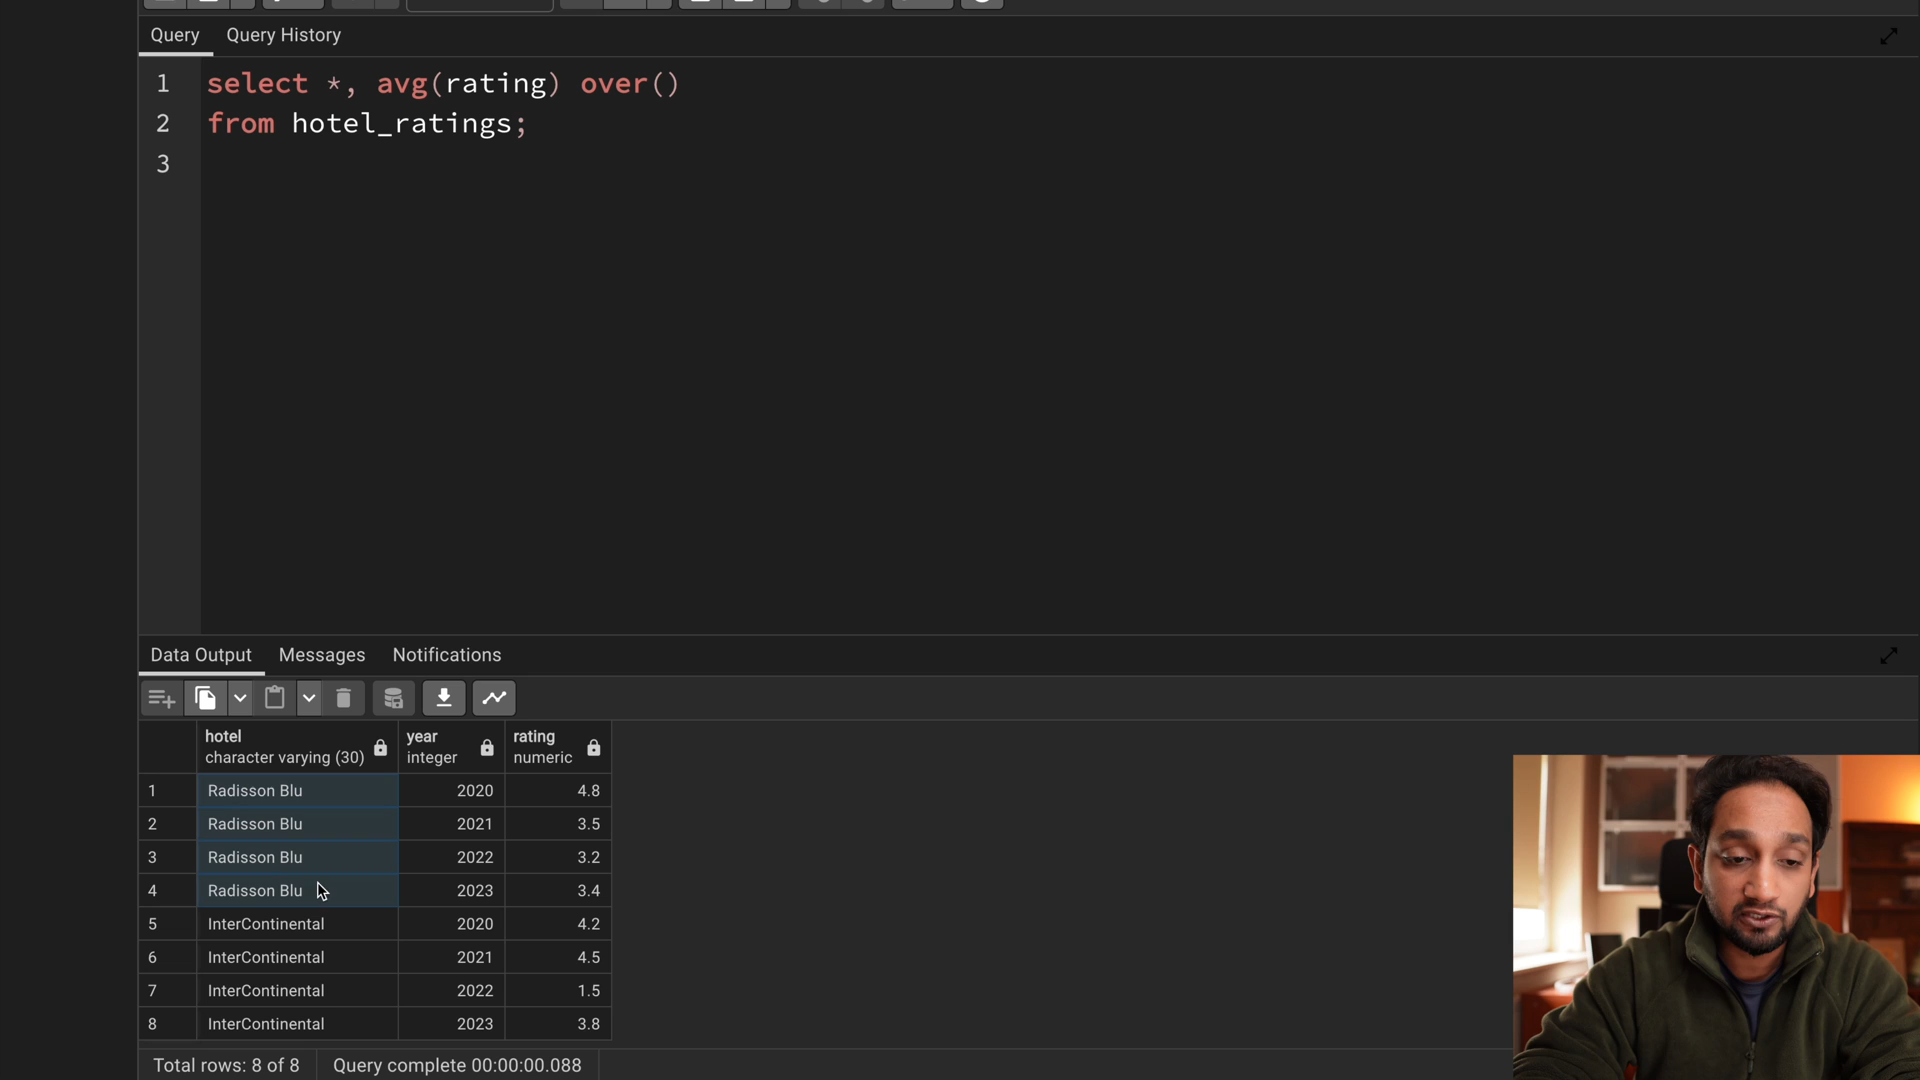 Query Query History
1 select *, avg(rating) over()
2 from hotel_ratings;
3
Data Output Messages Notifications
hotel year rating
character varying (30) integer numeric
1 Radisson Blu 2020 4.8
2 Radisson Blu 2021 3.5
3 Radisson Blu 2022 3.2
4 Radisson Blu 2023 3.4
5 InterContinental 2020 4.2
6 InterContinental 2021 4.5
7 InterContinental 2022 1.5
8 InterContinental 2023 3.8
Total rows: 8 of 8 Query complete 00:00:00.088